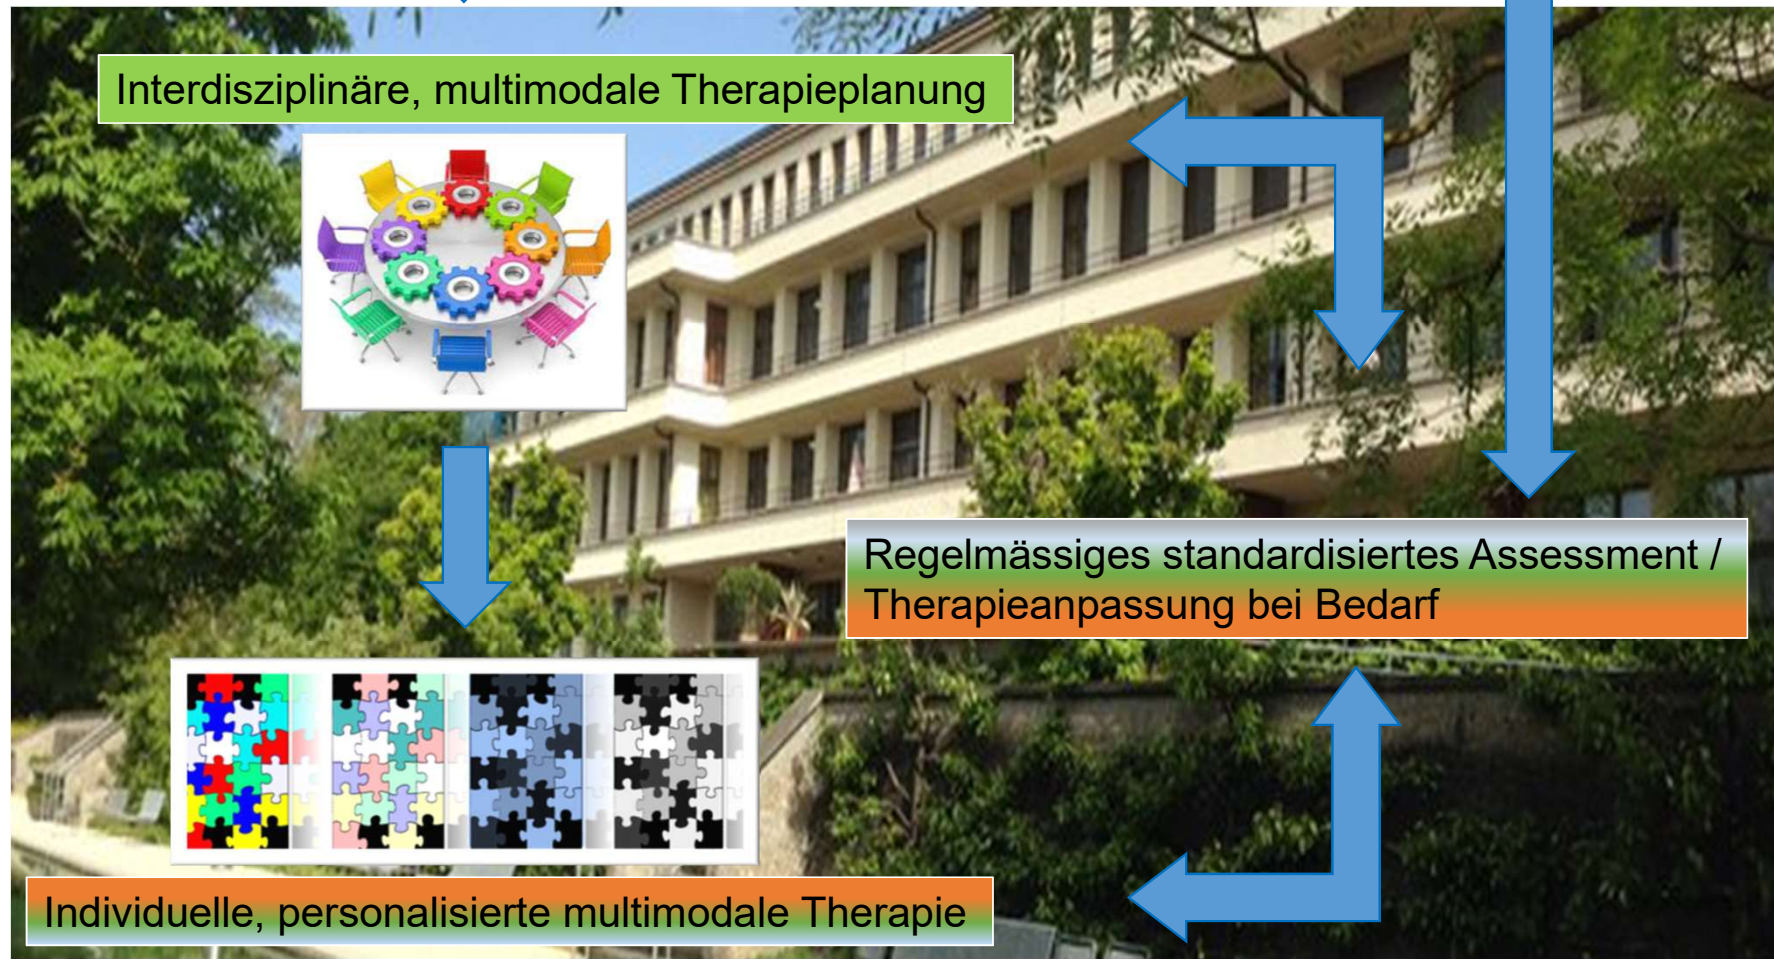 Interdisziplinäre, multimodale Therapieplanung
Regelmässiges standardisiertes Assessment /
Therapieanpassung bei Bedarf
Individuelle, personalisierte multimodale Therapie